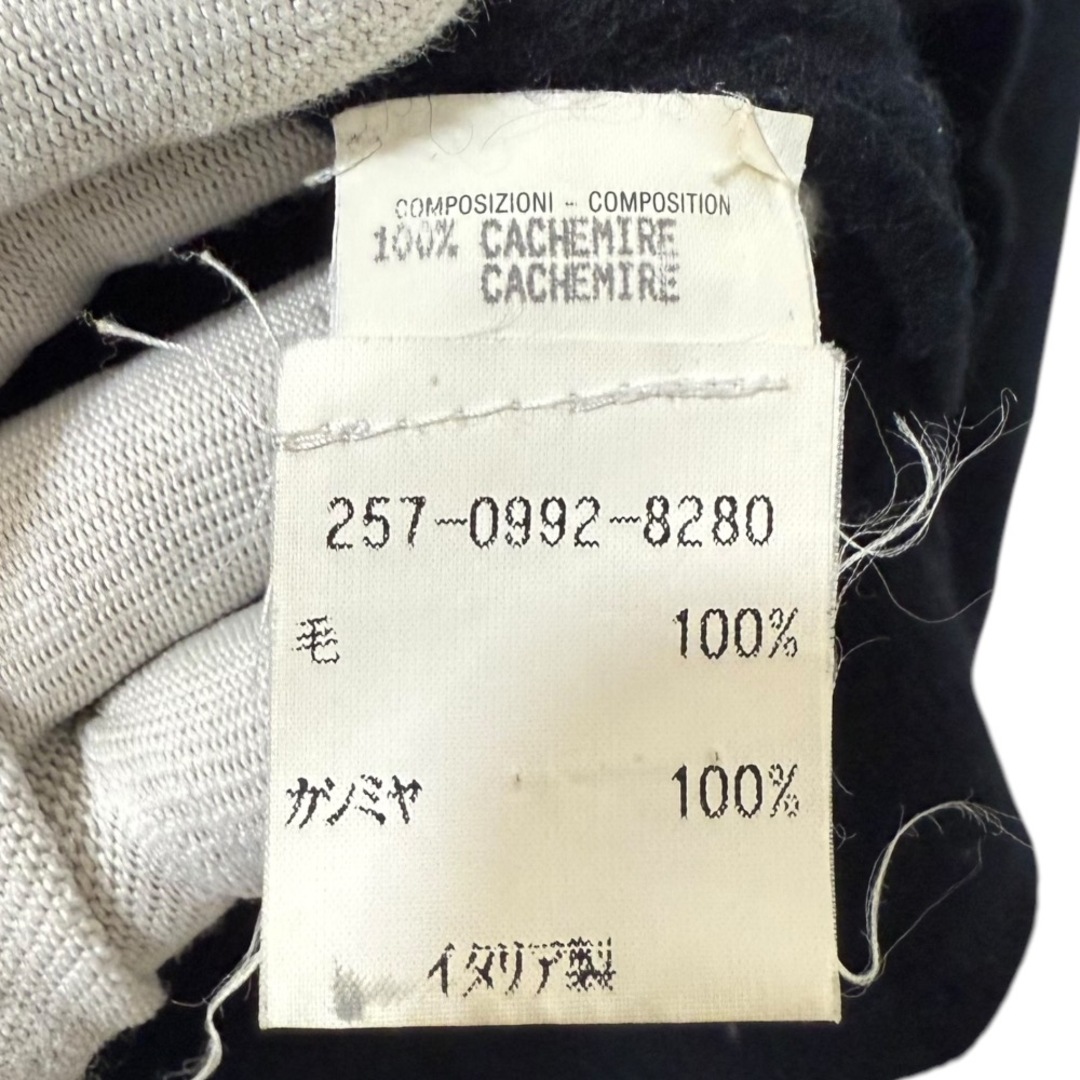 COMPOSIZIONI - COMPOSITION
100% CACHEMIRE
CACHEMIRE
257-0992-8280
毛 100%
カシミヤ 100%
イタリア製